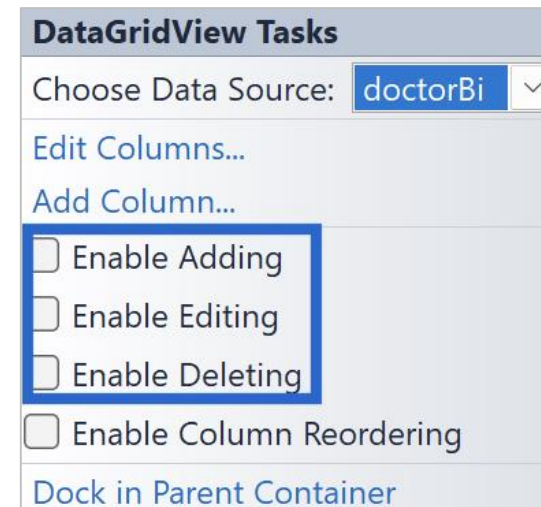 DataGridView Tasks
Choose Data Source: doctorBi
Edit Columns...
Add Column...
Enable Adding
Enable Editing
Enable Deleting
Enable Column Reordering
Dock in Parent Container